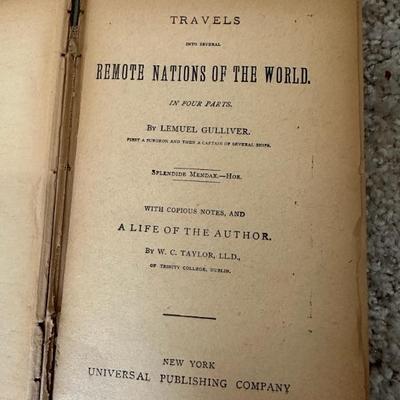 TRAVELS
INTO SEVERAL
REMOTE NATIONS OF THE WORLD.
IN FOUR PARTS.
BY LEMUEL GULLIVER.
FIRST A SURGEON AND THEN A CAPTAIN OF SEVERAL SHIPS.
SPLENDIDE MENDAX.—HOR.
WITH COPIOUS NOTES, AND
A LIFE OF THE AUTHOR.
BY W. C. TAYLOR, LL.D.,
OF TRINITY COLLEGE, DUBLIN.
NEW YORK
UNIVERSAL PUBLISHING COMPANY